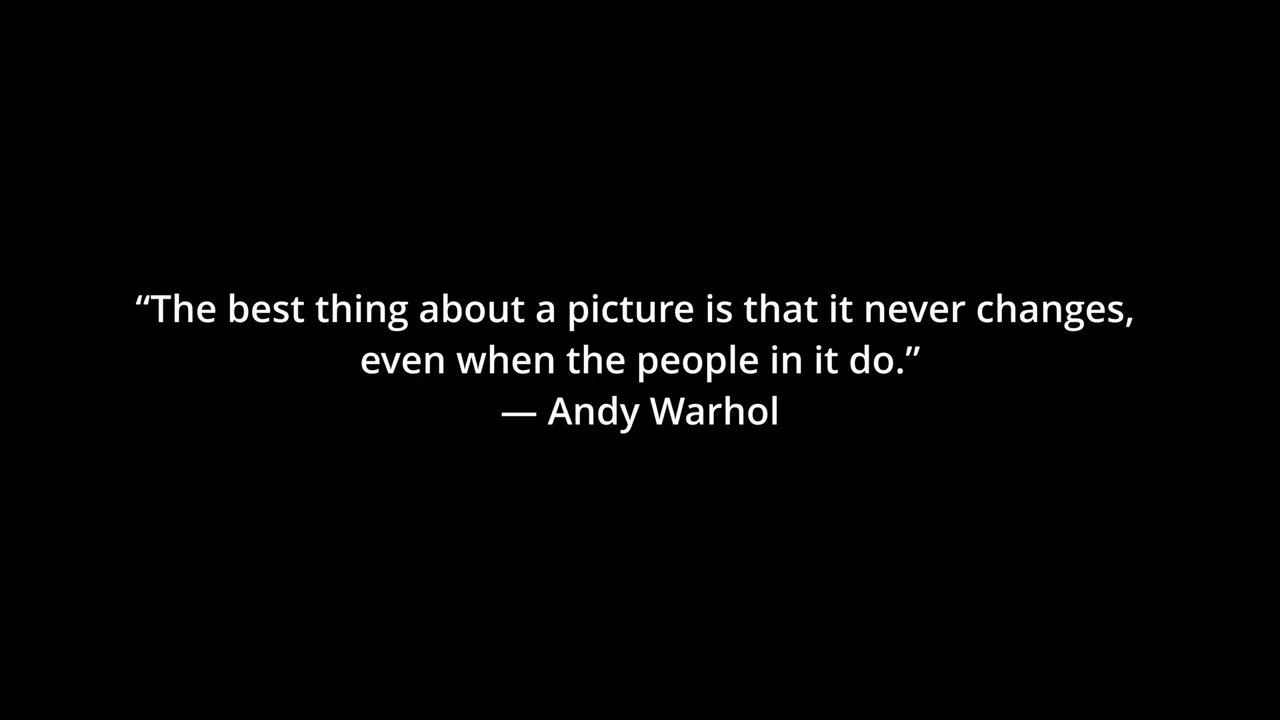 “The best thing about a picture is that it never changes,
even when the people in it do.”
— Andy Warhol